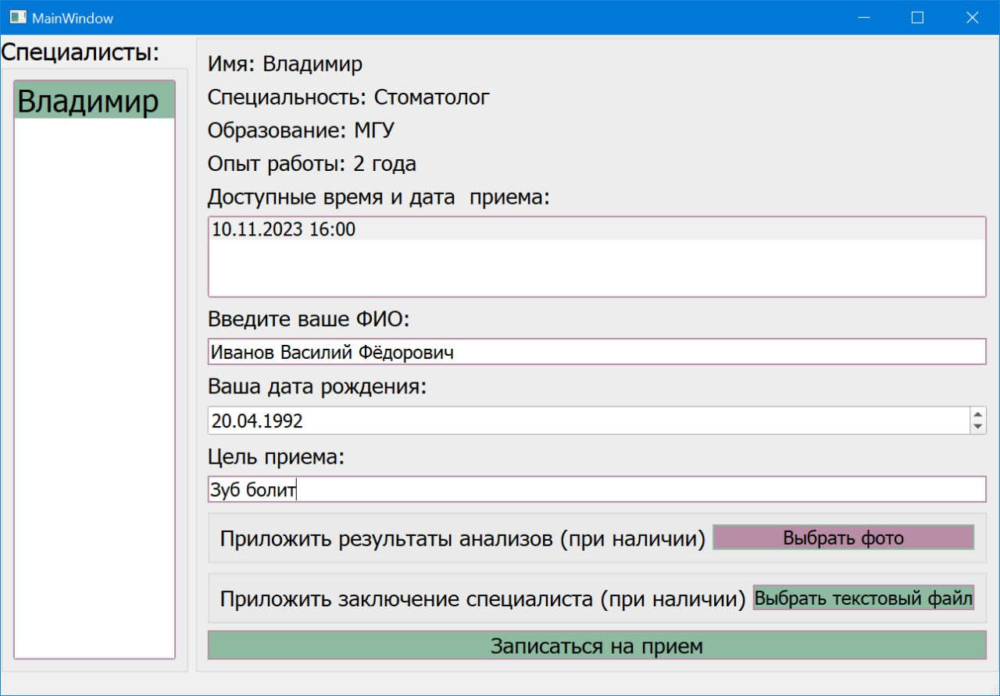 MainWindow
Специалисты:
Владимир
Имя: Владимир
Специальность: Стоматолог
Образование: МГУ
Опыт работы: 2 года
Доступные время и дата  приема:
10.11.2023 16:00
Введите ваше ФИО:
Иванов Василий Фёдорович
Ваша дата рождения:
20.04.1992
Цель приема:
Зуб болит
Приложить результаты анализов (при наличии) Выбрать фото
Приложить заключение специалиста (при наличии) Выбрать текстовый файл
Записаться на прием